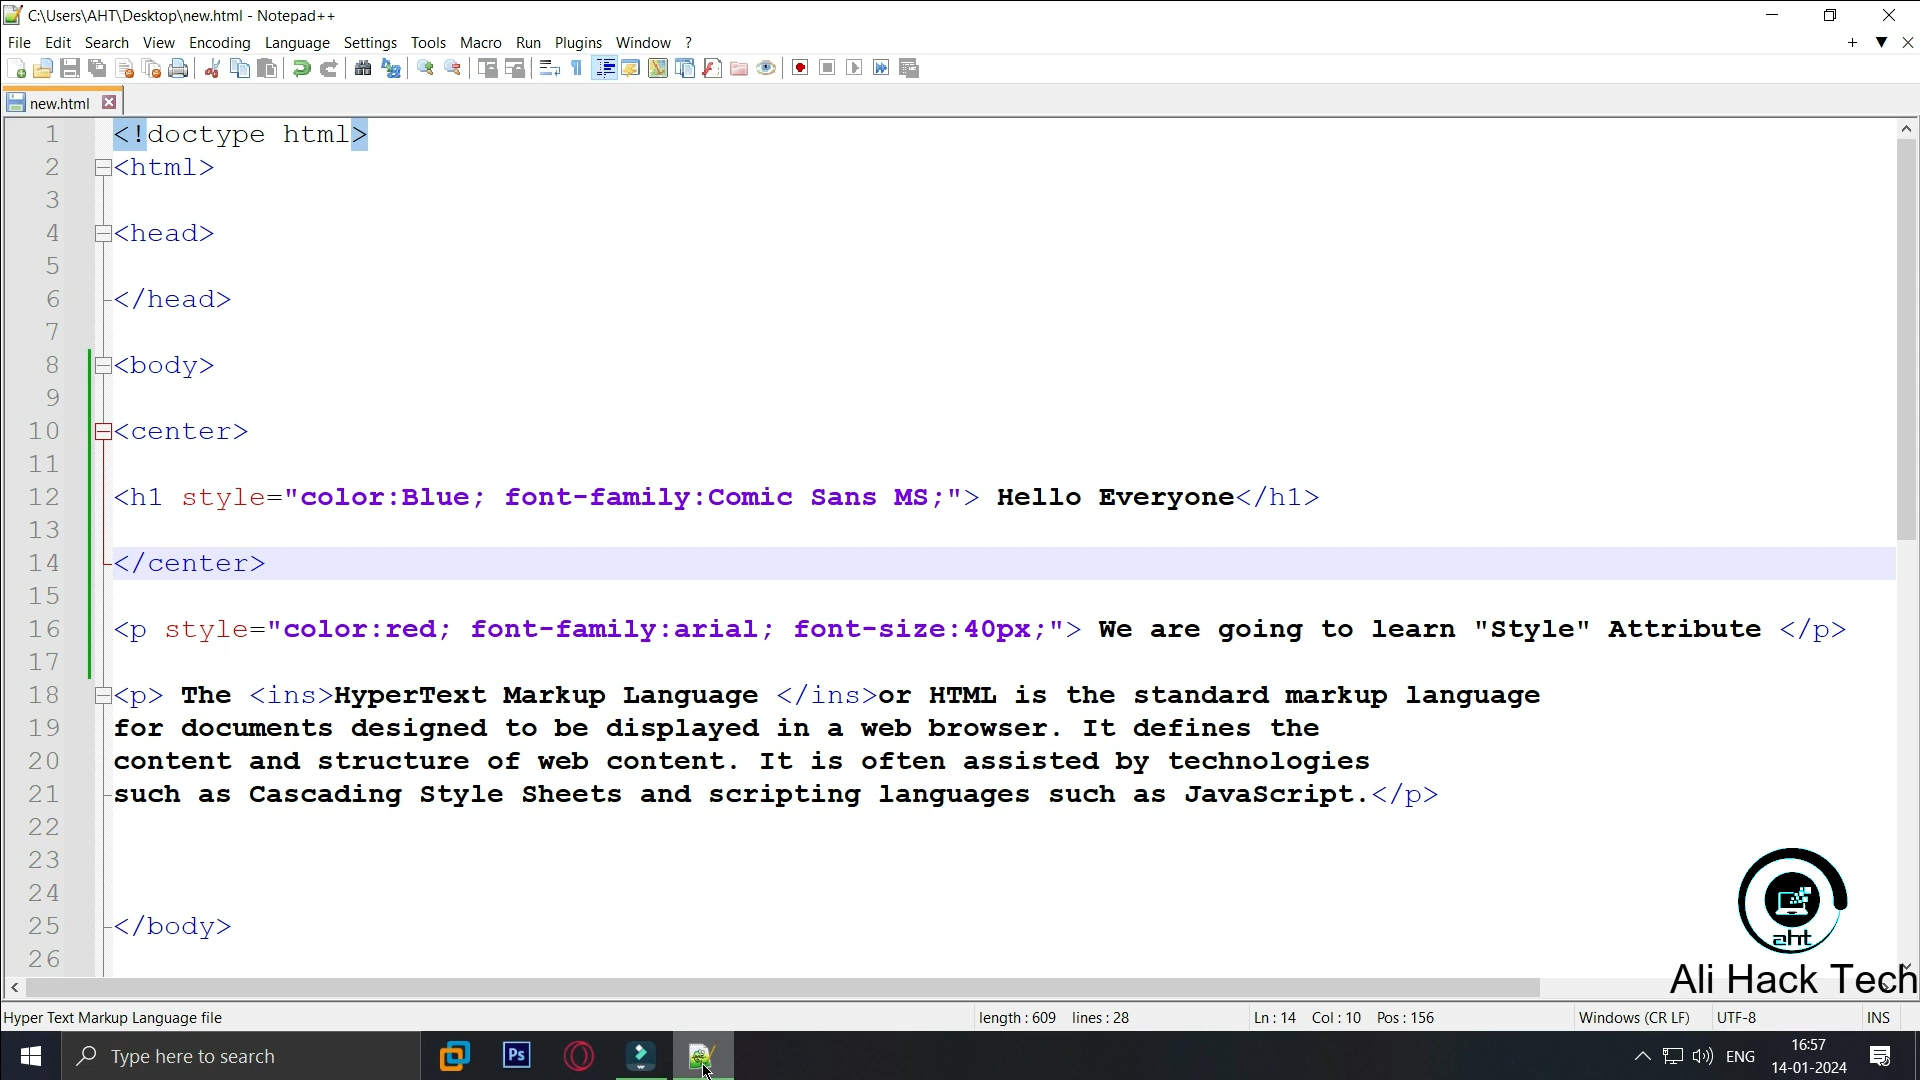 C:\Users\AHT\Desktop\new.html - Notepad++
File Edit Search View Encoding Language Settings Tools Macro Run Plugins Window ?
new.html
1 <!doctype html>
2 <html>
3
4 <head>
5
6 </head>
7
8 <body>
9
10 <center>
11
12 <h1 style="color:Blue; font-family:Comic Sans MS;"> Hello Everyone</h1>
13
14 </center>
15
16 <p style="color:red; font-family:arial; font-size:40px;"> We are going to learn "Style" Attribute </p>
17
18 <p> The <ins>HyperText Markup Language </ins>or HTML is the standard markup language
19 for documents designed to be displayed in a web browser. It defines the
20 content and structure of web content. It is often assisted by technologies
21 such as Cascading Style Sheets and scripting languages such as JavaScript.</p>
22
23
24
25 </body>
26
aht
Ali Hack Tech
Hyper Text Markup Language file length : 609 lines : 28 Ln : 14 Col : 10 Pos : 156 Windows (CR LF) UTF-8 INS
Type here to search Ps ENG 16:57
14-01-2024